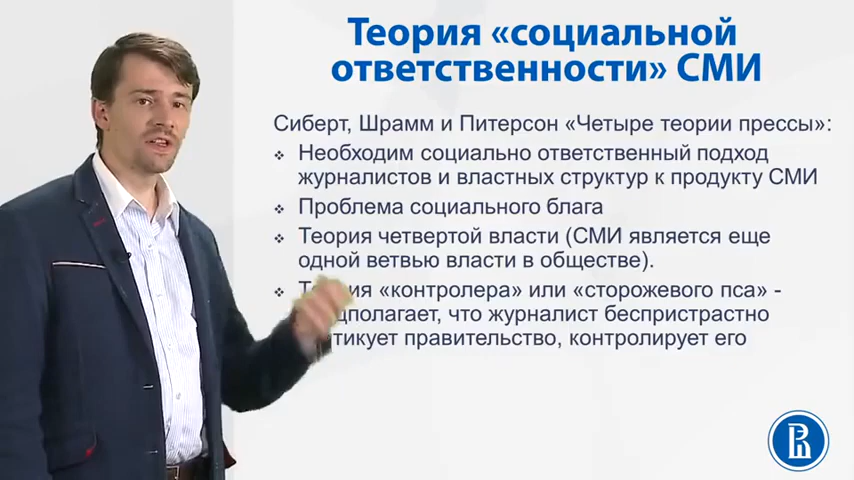 Теория «социальной
ответственности» СМИ
Сиберт, Шрамм и Питерсон «Четыре теории прессы»:
Необходим социально ответственный подход
журналистов и властных структур к продукту СМИ
Проблема социального блага
Теория четвертой власти (СМИ является еще
одной ветвью власти в обществе).
«контролера» или «сторожевого пса» -
что журналист беспристрастно
правительство, контролирует его